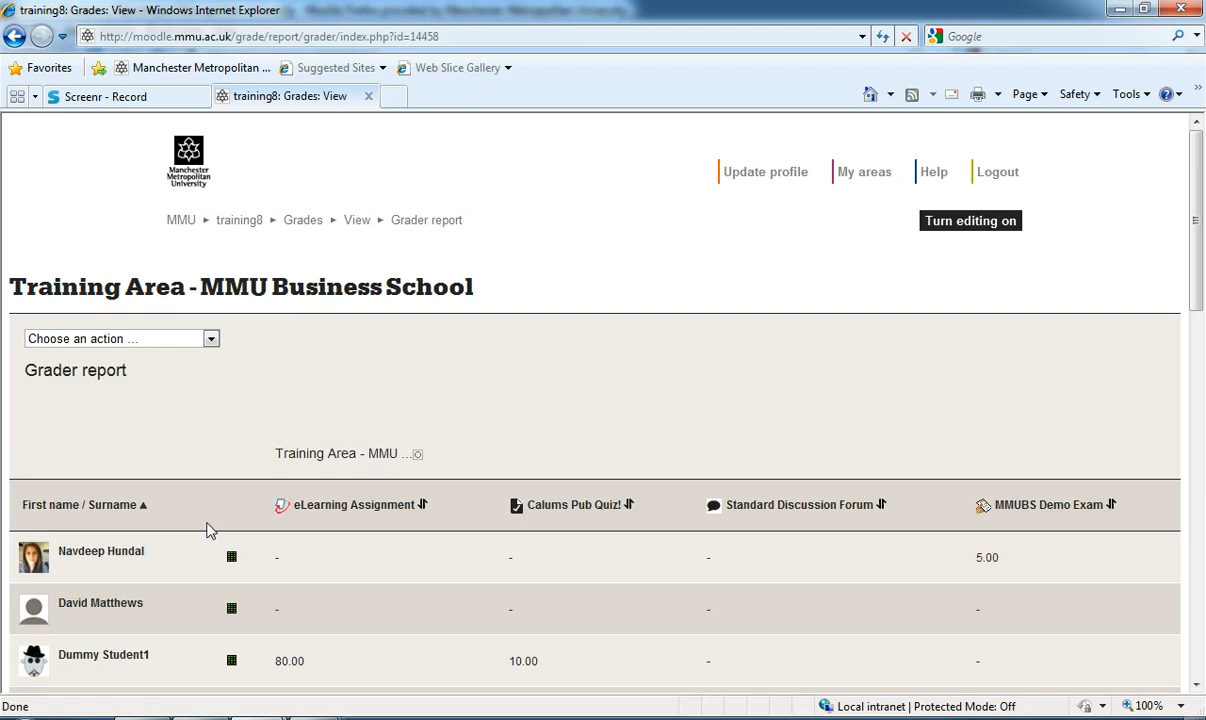 training8: Grades: View - Windows Internet Explorer
http://moodle.mmu.ac.uk/grade/report/grader/index.php?id=14458
Google
Favorites
Manchester Metropolitan ...
Suggested Sites
Web Slice Gallery
Screenr - Record
training8: Grades: View
Page
Safety
Tools
Manchester
Metropolitan
University
Update profile
My areas
Help
Logout
MMU ► training8 ► Grades ► View ► Grader report
Turn editing on
Training Area - MMU Business School
Choose an action ...
Grader report
Training Area - MMU ...
First name / Surname
eLearning Assignment
Calums Pub Quiz!
Standard Discussion Forum
MMUBS Demo Exam
Navdeep Hundal - - - 5.00
David Matthews - - - -
Dummy Student1 80.00 10.00 - -
Done
Local intranet | Protected Mode: Off
100%